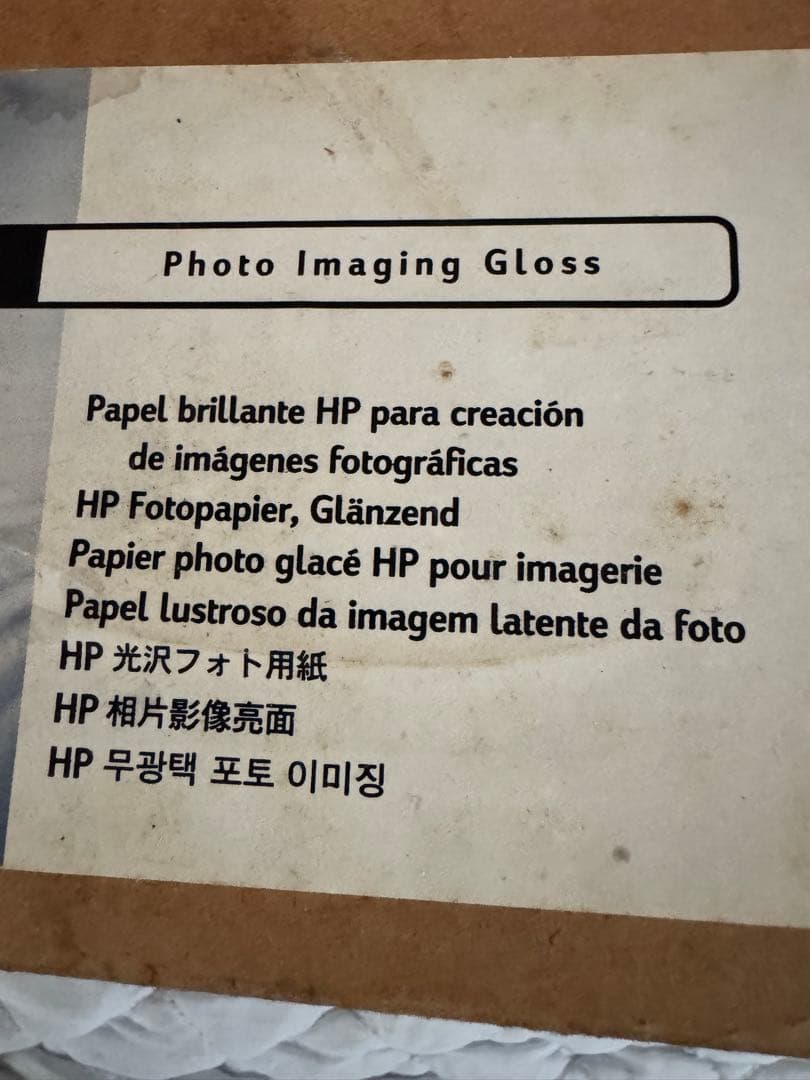 Photo Imaging Gloss
Papel brillante HP para creación
de imágenes fotográficas
HP Fotopapier, Glänzend
Papier photo glacé HP pour imagerie
Papel lustroso da imagem latente da foto
HP 光沢フォト用紙
HP 相片影像亮面
HP 무광택 포토 이미징